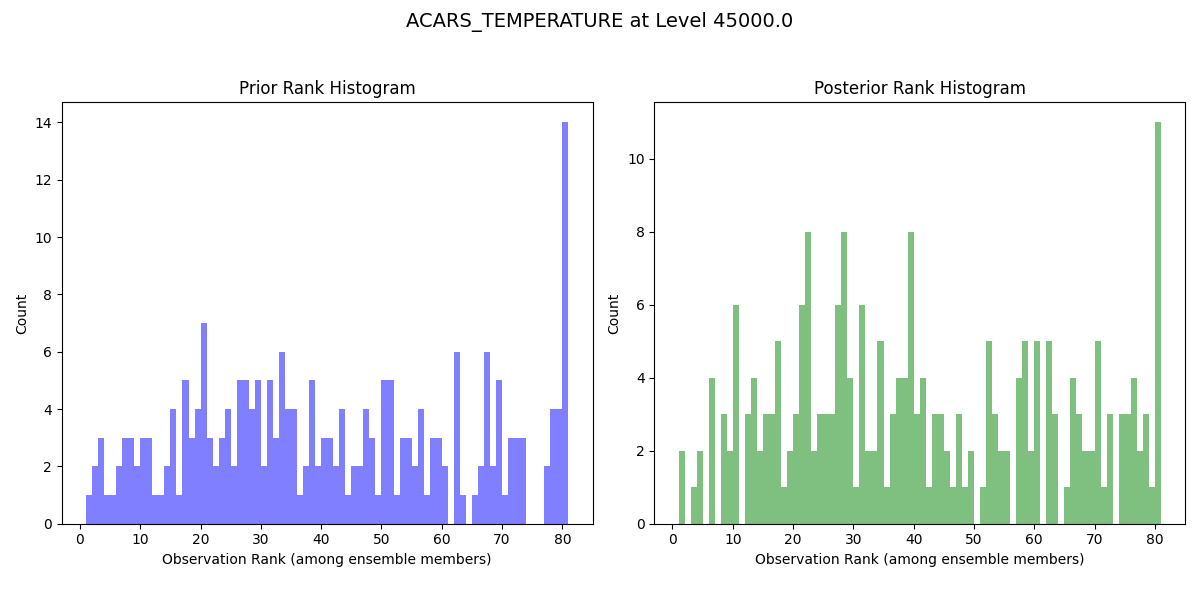 ACARS_TEMPERATURE at Level 45000.0
Prior Rank Histogram
14
12
10
8
6
4
2
0
Count
0 10 20 30 40 50 60 70 80
Observation Rank (among ensemble members)
Posterior Rank Histogram
10
8
6
4
2
0
Count
0 10 20 30 40 50 60 70 80
Observation Rank (among ensemble members)